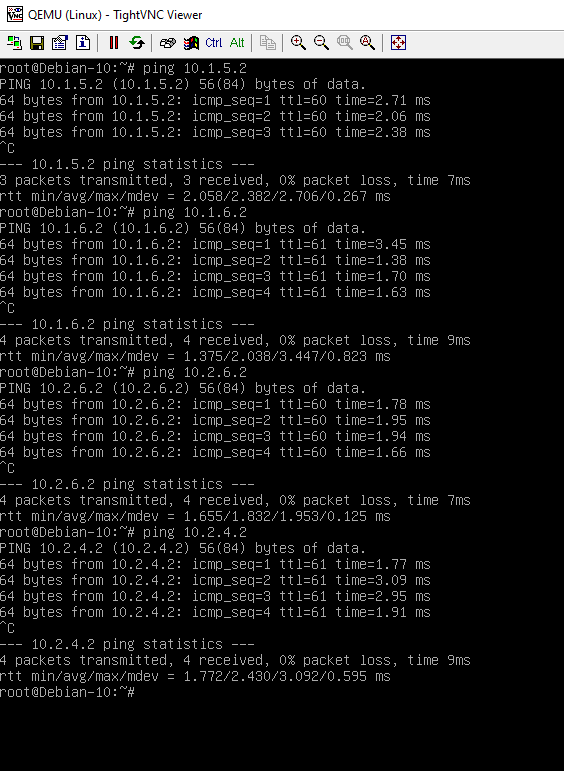 QEMU (Linux) - TightVNC Viewer
Ctrl Alt
root@Debian-10:~# ping 10.1.5.2
PING 10.1.5.2 (10.1.5.2) 56(84) bytes of data.
64 bytes from 10.1.5.2: icmp_seq=1 ttl=60 time=2.71 ms
64 bytes from 10.1.5.2: icmp_seq=2 ttl=60 time=2.06 ms
64 bytes from 10.1.5.2: icmp_seq=3 ttl=60 time=2.38 ms
^C
--- 10.1.5.2 ping statistics ---
3 packets transmitted, 3 received, 0% packet loss, time 7ms
rtt min/avg/max/mdev = 2.058/2.382/2.706/0.267 ms
root@Debian-10:~# ping 10.1.6.2
PING 10.1.6.2 (10.1.6.2) 56(84) bytes of data.
64 bytes from 10.1.6.2: icmp_seq=1 ttl=61 time=3.45 ms
64 bytes from 10.1.6.2: icmp_seq=2 ttl=61 time=1.38 ms
64 bytes from 10.1.6.2: icmp_seq=3 ttl=61 time=1.70 ms
64 bytes from 10.1.6.2: icmp_seq=4 ttl=61 time=1.63 ms
^C
--- 10.1.6.2 ping statistics ---
4 packets transmitted, 4 received, 0% packet loss, time 9ms
rtt min/avg/max/mdev = 1.375/2.038/3.447/0.823 ms
root@Debian-10:~# ping 10.2.6.2
PING 10.2.6.2 (10.2.6.2) 56(84) bytes of data.
64 bytes from 10.2.6.2: icmp_seq=1 ttl=60 time=1.78 ms
64 bytes from 10.2.6.2: icmp_seq=2 ttl=60 time=1.95 ms
64 bytes from 10.2.6.2: icmp_seq=3 ttl=60 time=1.94 ms
64 bytes from 10.2.6.2: icmp_seq=4 ttl=60 time=1.66 ms
^C
--- 10.2.6.2 ping statistics ---
4 packets transmitted, 4 received, 0% packet loss, time 7ms
rtt min/avg/max/mdev = 1.655/1.832/1.953/0.125 ms
root@Debian-10:~# ping 10.2.4.2
PING 10.2.4.2 (10.2.4.2) 56(84) bytes of data.
64 bytes from 10.2.4.2: icmp_seq=1 ttl=61 time=1.77 ms
64 bytes from 10.2.4.2: icmp_seq=2 ttl=61 time=3.09 ms
64 bytes from 10.2.4.2: icmp_seq=3 ttl=61 time=2.95 ms
64 bytes from 10.2.4.2: icmp_seq=4 ttl=61 time=1.91 ms
^C
--- 10.2.4.2 ping statistics ---
4 packets transmitted, 4 received, 0% packet loss, time 9ms
rtt min/avg/max/mdev = 1.772/2.430/3.092/0.595 ms
root@Debian-10:~#